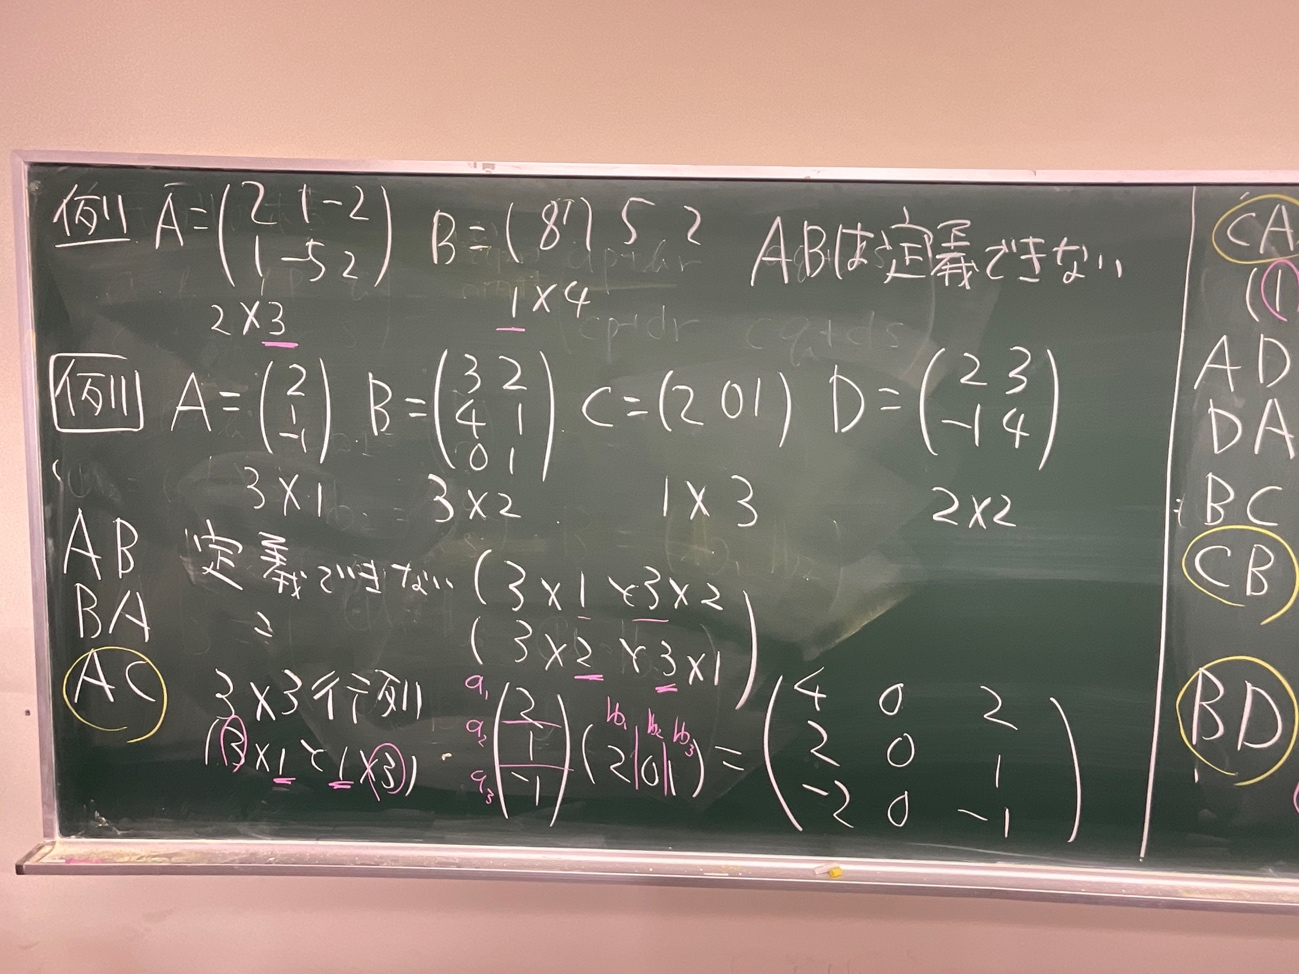 例 A=(2 1 -2 B=(87) 5 2 ABは定義できない
1 -5 2)
2×3 1×4
例 A=(2 B=(3 2 C=(2 0 1) D=(2 3
1 4 1 -1 4)
-1) 0 1)
3×1 3×2 1×3 2×2
AB 定義できない (3×1と3×2
BA 〃 (3×2と3×1)
AC 3×3行列
(3×1と1×3)
a₁ (2 b₁ b₂ b₃ (4 0 2
a₂ 1 (2|0|1) = 2 0 1
a₃ -1) -2 0 -1)
CA
(1
AD
DA
BC
CB
BD